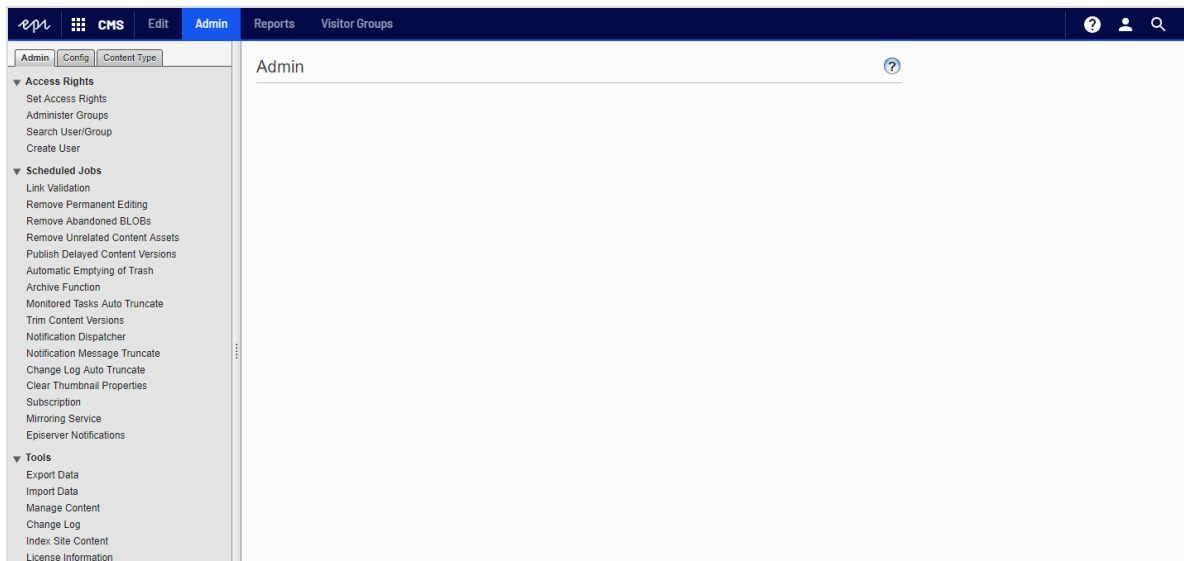 epi CMS Edit Admin Reports Visitor Groups ?
Admin Config Content Type
Access Rights
Set Access Rights
Administer Groups
Search User/Group
Create User
Scheduled Jobs
Link Validation
Remove Permanent Editing
Remove Abandoned BLOBs
Remove Unrelated Content Assets
Publish Delayed Content Versions
Automatic Emptying of Trash
Archive Function
Monitored Tasks Auto Truncate
Trim Content Versions
Notification Dispatcher
Notification Message Truncate
Change Log Auto Truncate
Clear Thumbnail Properties
Subscription
Mirroring Service
Episerver Notifications
Tools
Export Data
Import Data
Manage Content
Change Log
Index Site Content
License Information
Admin ?